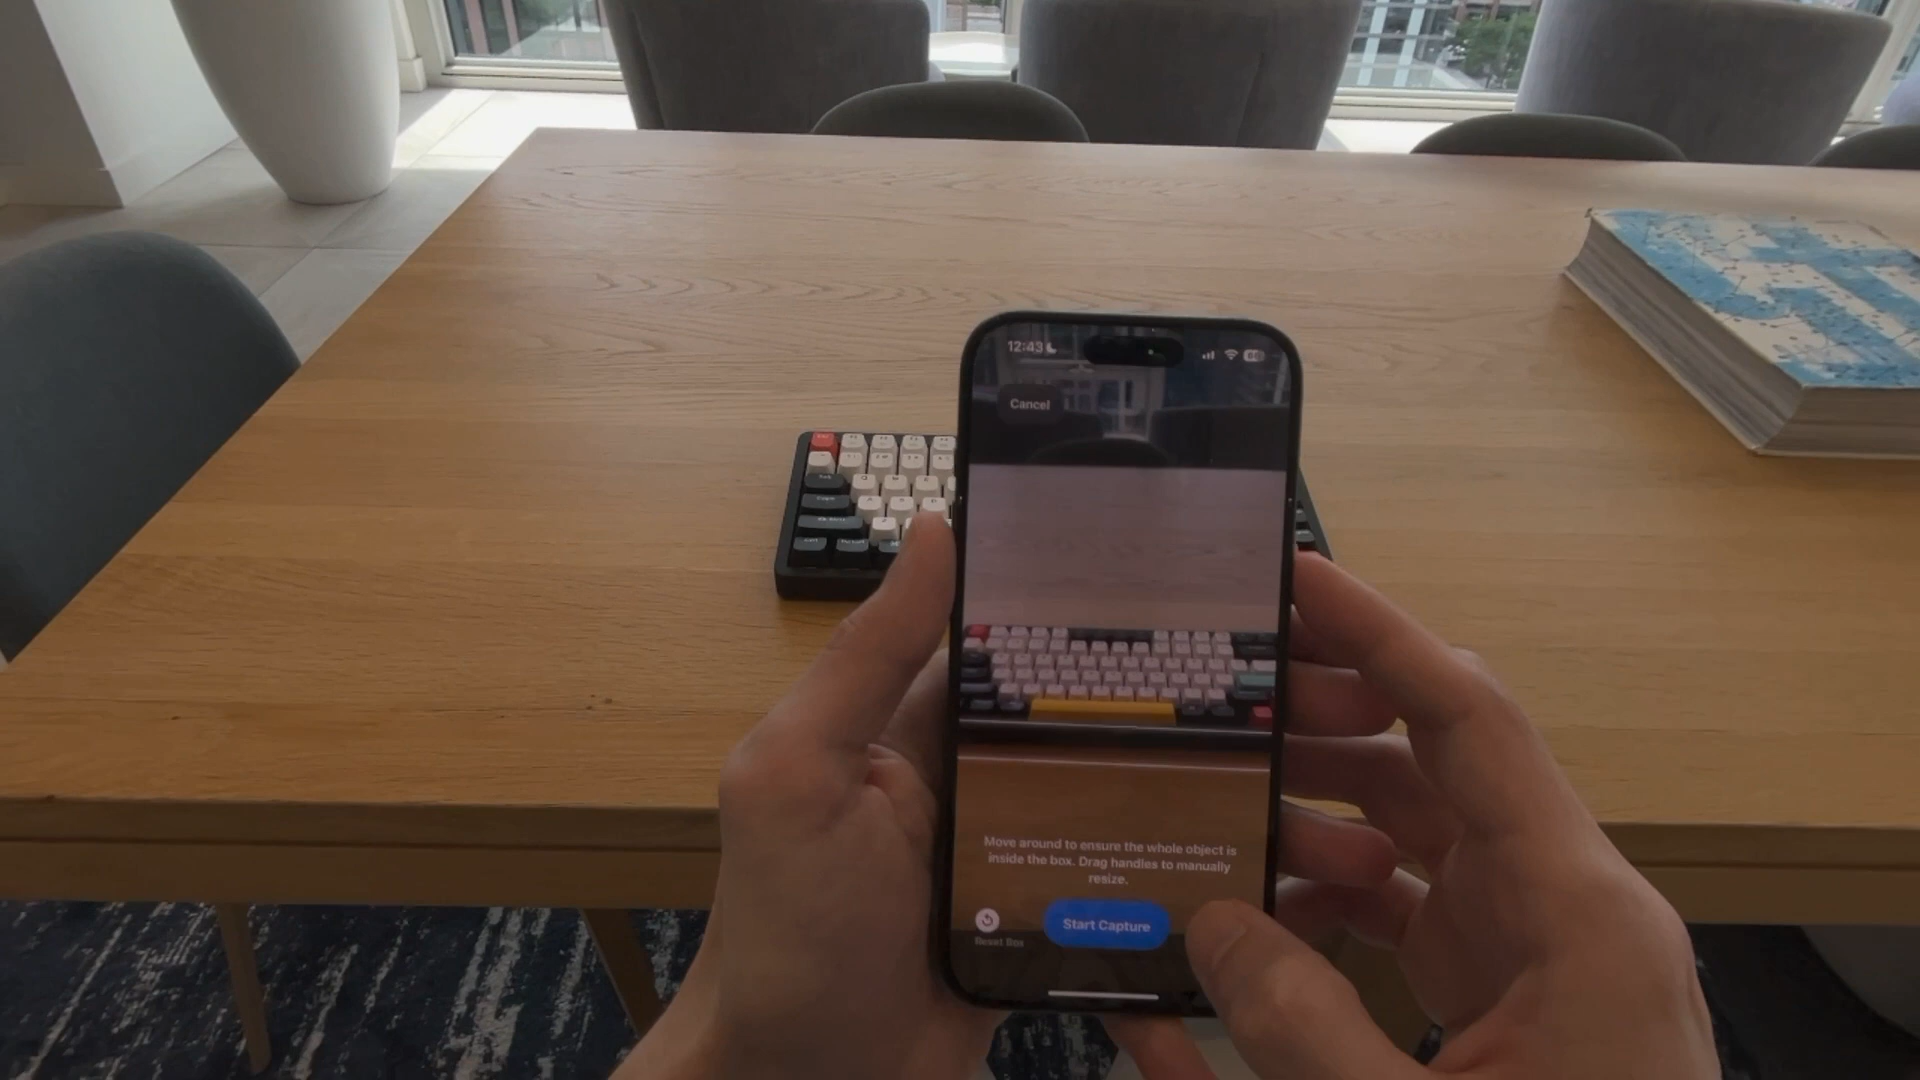 12:43
Cancel
Move around to ensure the whole object is
inside the box. Drag handles to manually
resize.
Start Capture
Reset Box